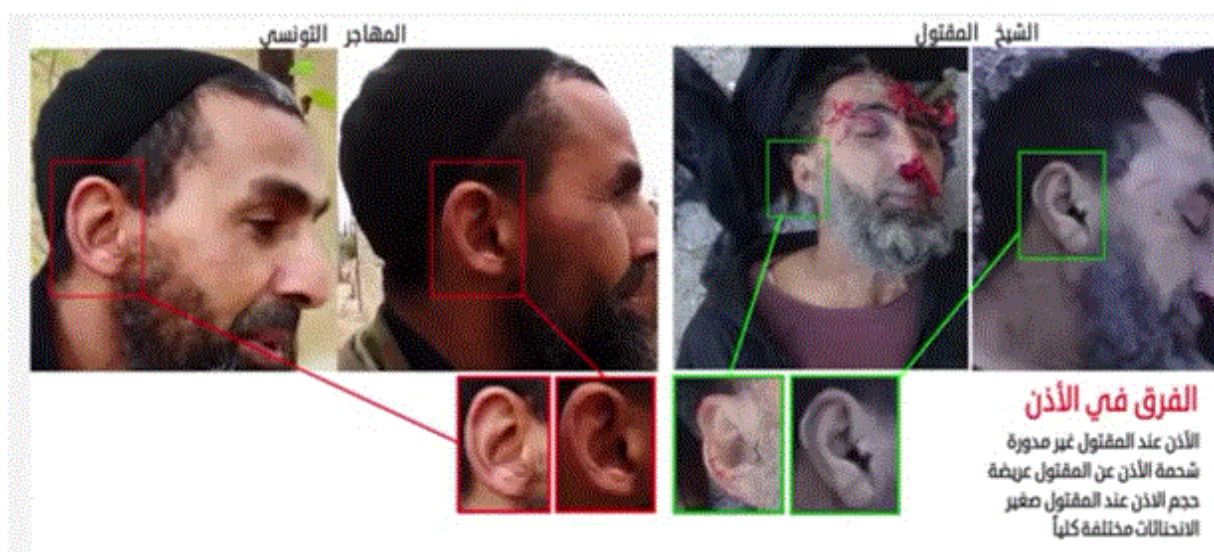 الشيخ المقتول
المهاجر التونسي
الفرق في الأذن
الأذن عند المقتول غير مدورة
شحمة الأذن عن المقتول عريضة
حجم الاذن عند المقتول صغير
الانحناثات مختلفة كلياً